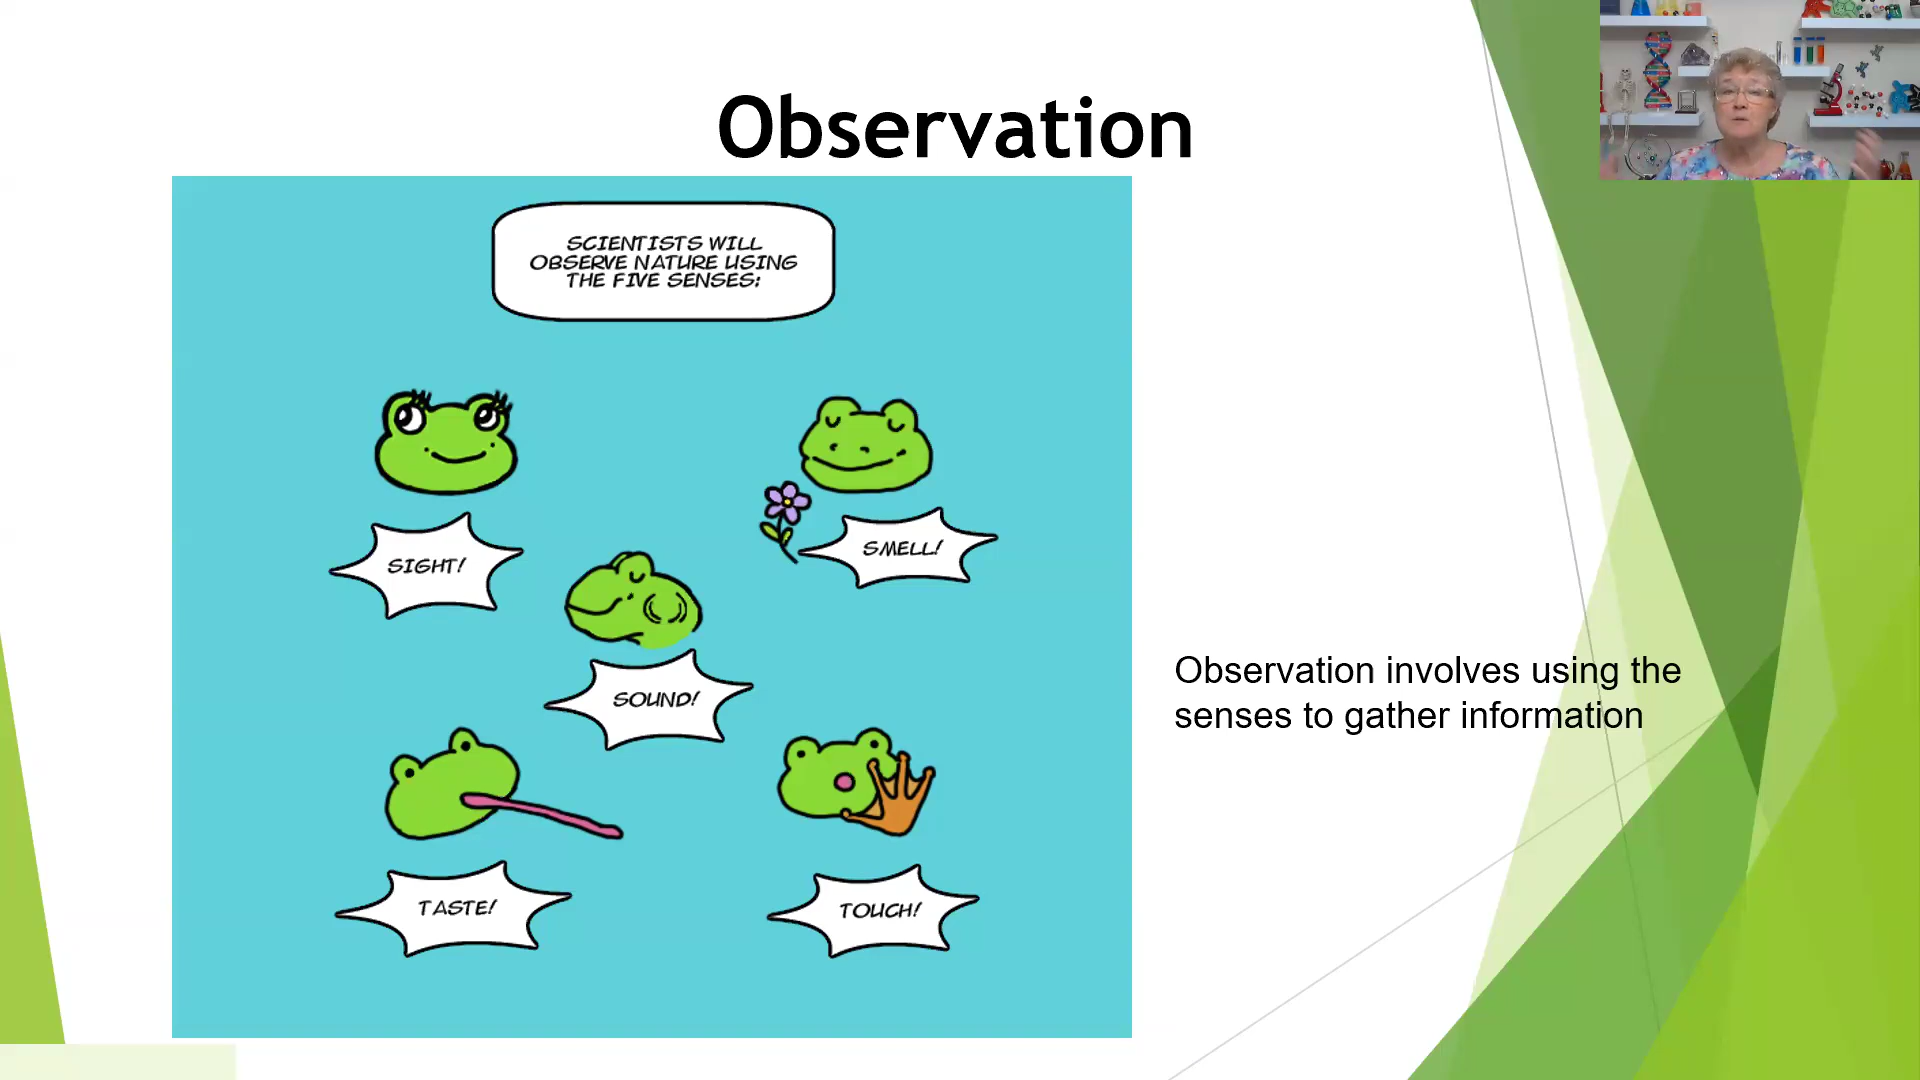 Observation
SCIENTISTS WILL
OBSERVE NATURE USING
THE FIVE SENSES:
SIGHT!
SMELL!
SOUND!
Observation involves using the
senses to gather information
TASTE!
TOUCH!